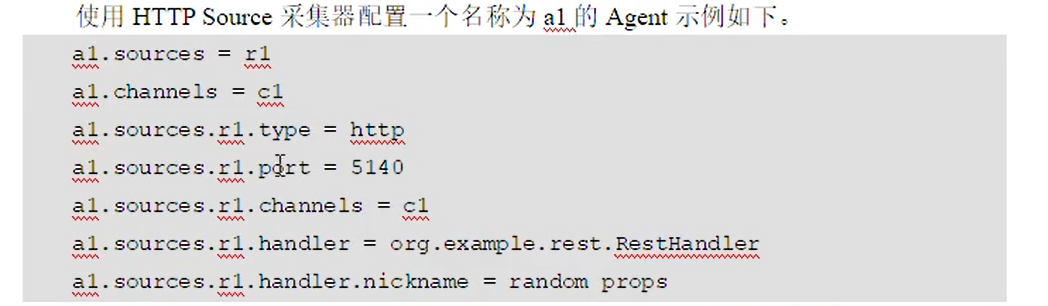 使用 HTTP Source 采集器配置一个名称为 a1 的 Agent 示例如下。
a1.sources = r1
a1.channels = c1
a1.sources.r1.type = http
a1.sources.r1.port = 5140
a1.sources.r1.channels = c1
a1.sources.r1.handler = org.example.rest.RestHandler
a1.sources.r1.handler.nickname = random props